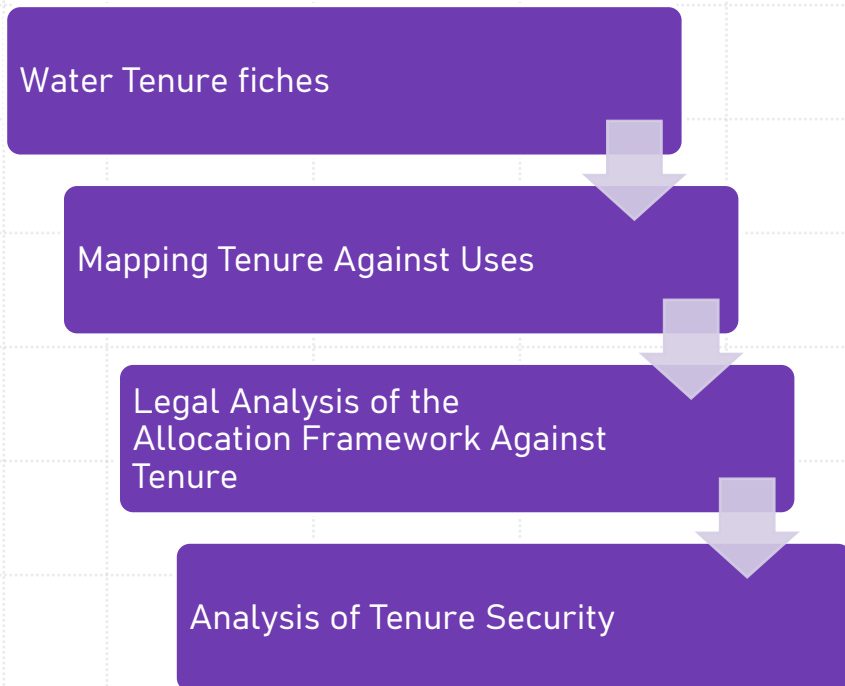 Water Tenure fiches
Mapping Tenure Against Uses
Legal Analysis of the
Allocation Framework Against
Tenure
Analysis of Tenure Security